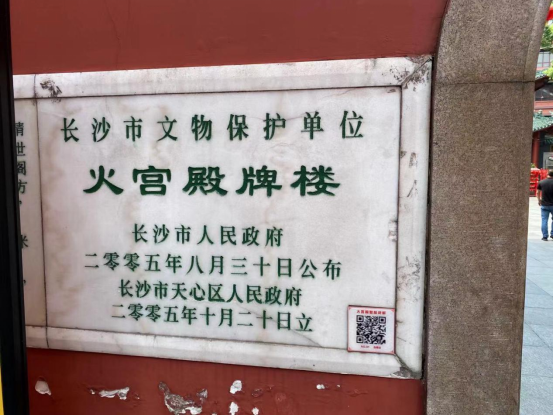 长沙市文物保护单位
火宫殿牌楼
长沙市人民政府
二零零五年八月三十日公布
长沙市天心区人民政府
二零零五年十月二十日立